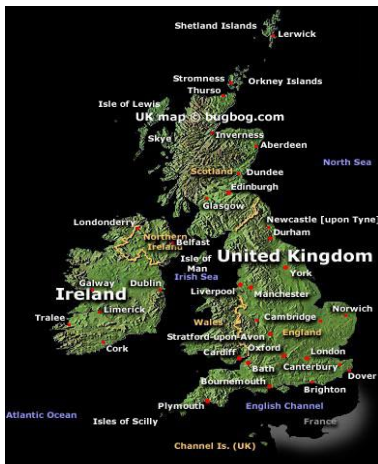 Shetland Islands
Lerwick
Stromness
Orkney Islands
Thurso
Isle of Lewis
UK map © bugbog.com
Skye
Inverness
Aberdeen
North Sea
Scotland
Dundee
Edinburgh
Glasgow
Londonderry
Newcastle [upon Tyne]
Northern
Ireland
Belfast
Durham
Isle of
Man
United Kingdom
Irish Sea
York
Galway
Dublin
Liverpool
Manchester
Ireland
Limerick
Norwich
Tralee
Wales
Cambridge
England
Stratford-upon-Avon
Cork
Cardiff
Oxford
London
Bath
Canterbury
Dover
Bournemouth
Brighton
Plymouth
English Channel
Atlantic Ocean
Isles of Scilly
France
Channel Is. (UK)